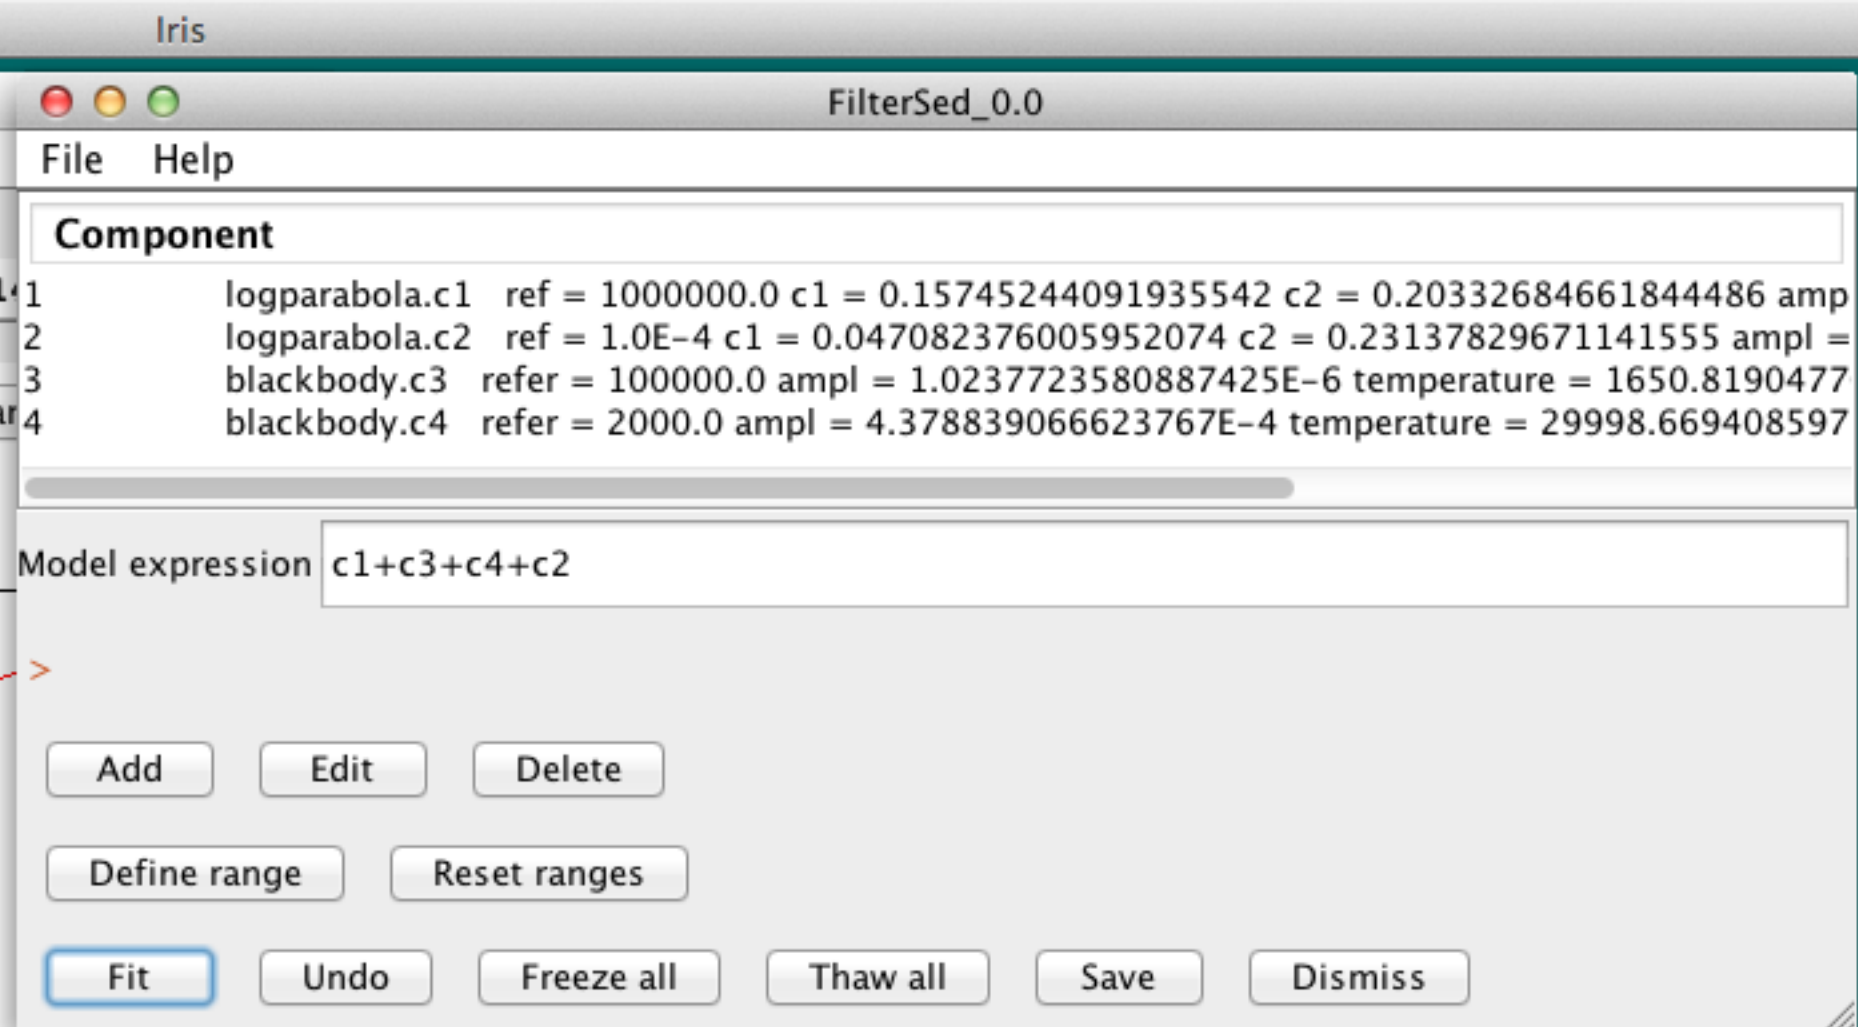 Iris
FilterSed_0.0
File Help
Component
1 logparabola.c1 ref = 1000000.0 c1 = 0.15745244091935542 c2 = 0.20332684661844486 amp
2 logparabola.c2 ref = 1.0E-4 c1 = 0.047082376005952074 c2 = 0.23137829671141555 ampl =
3 blackbody.c3 refer = 100000.0 ampl = 1.0237723580887425E-6 temperature = 1650.8190477
4 blackbody.c4 refer = 2000.0 ampl = 4.378839066623767E-4 temperature = 29998.669408597
Model expression c1+c3+c4+c2
>
Add Edit Delete
Define range Reset ranges
Fit Undo Freeze all Thaw all Save Dismiss